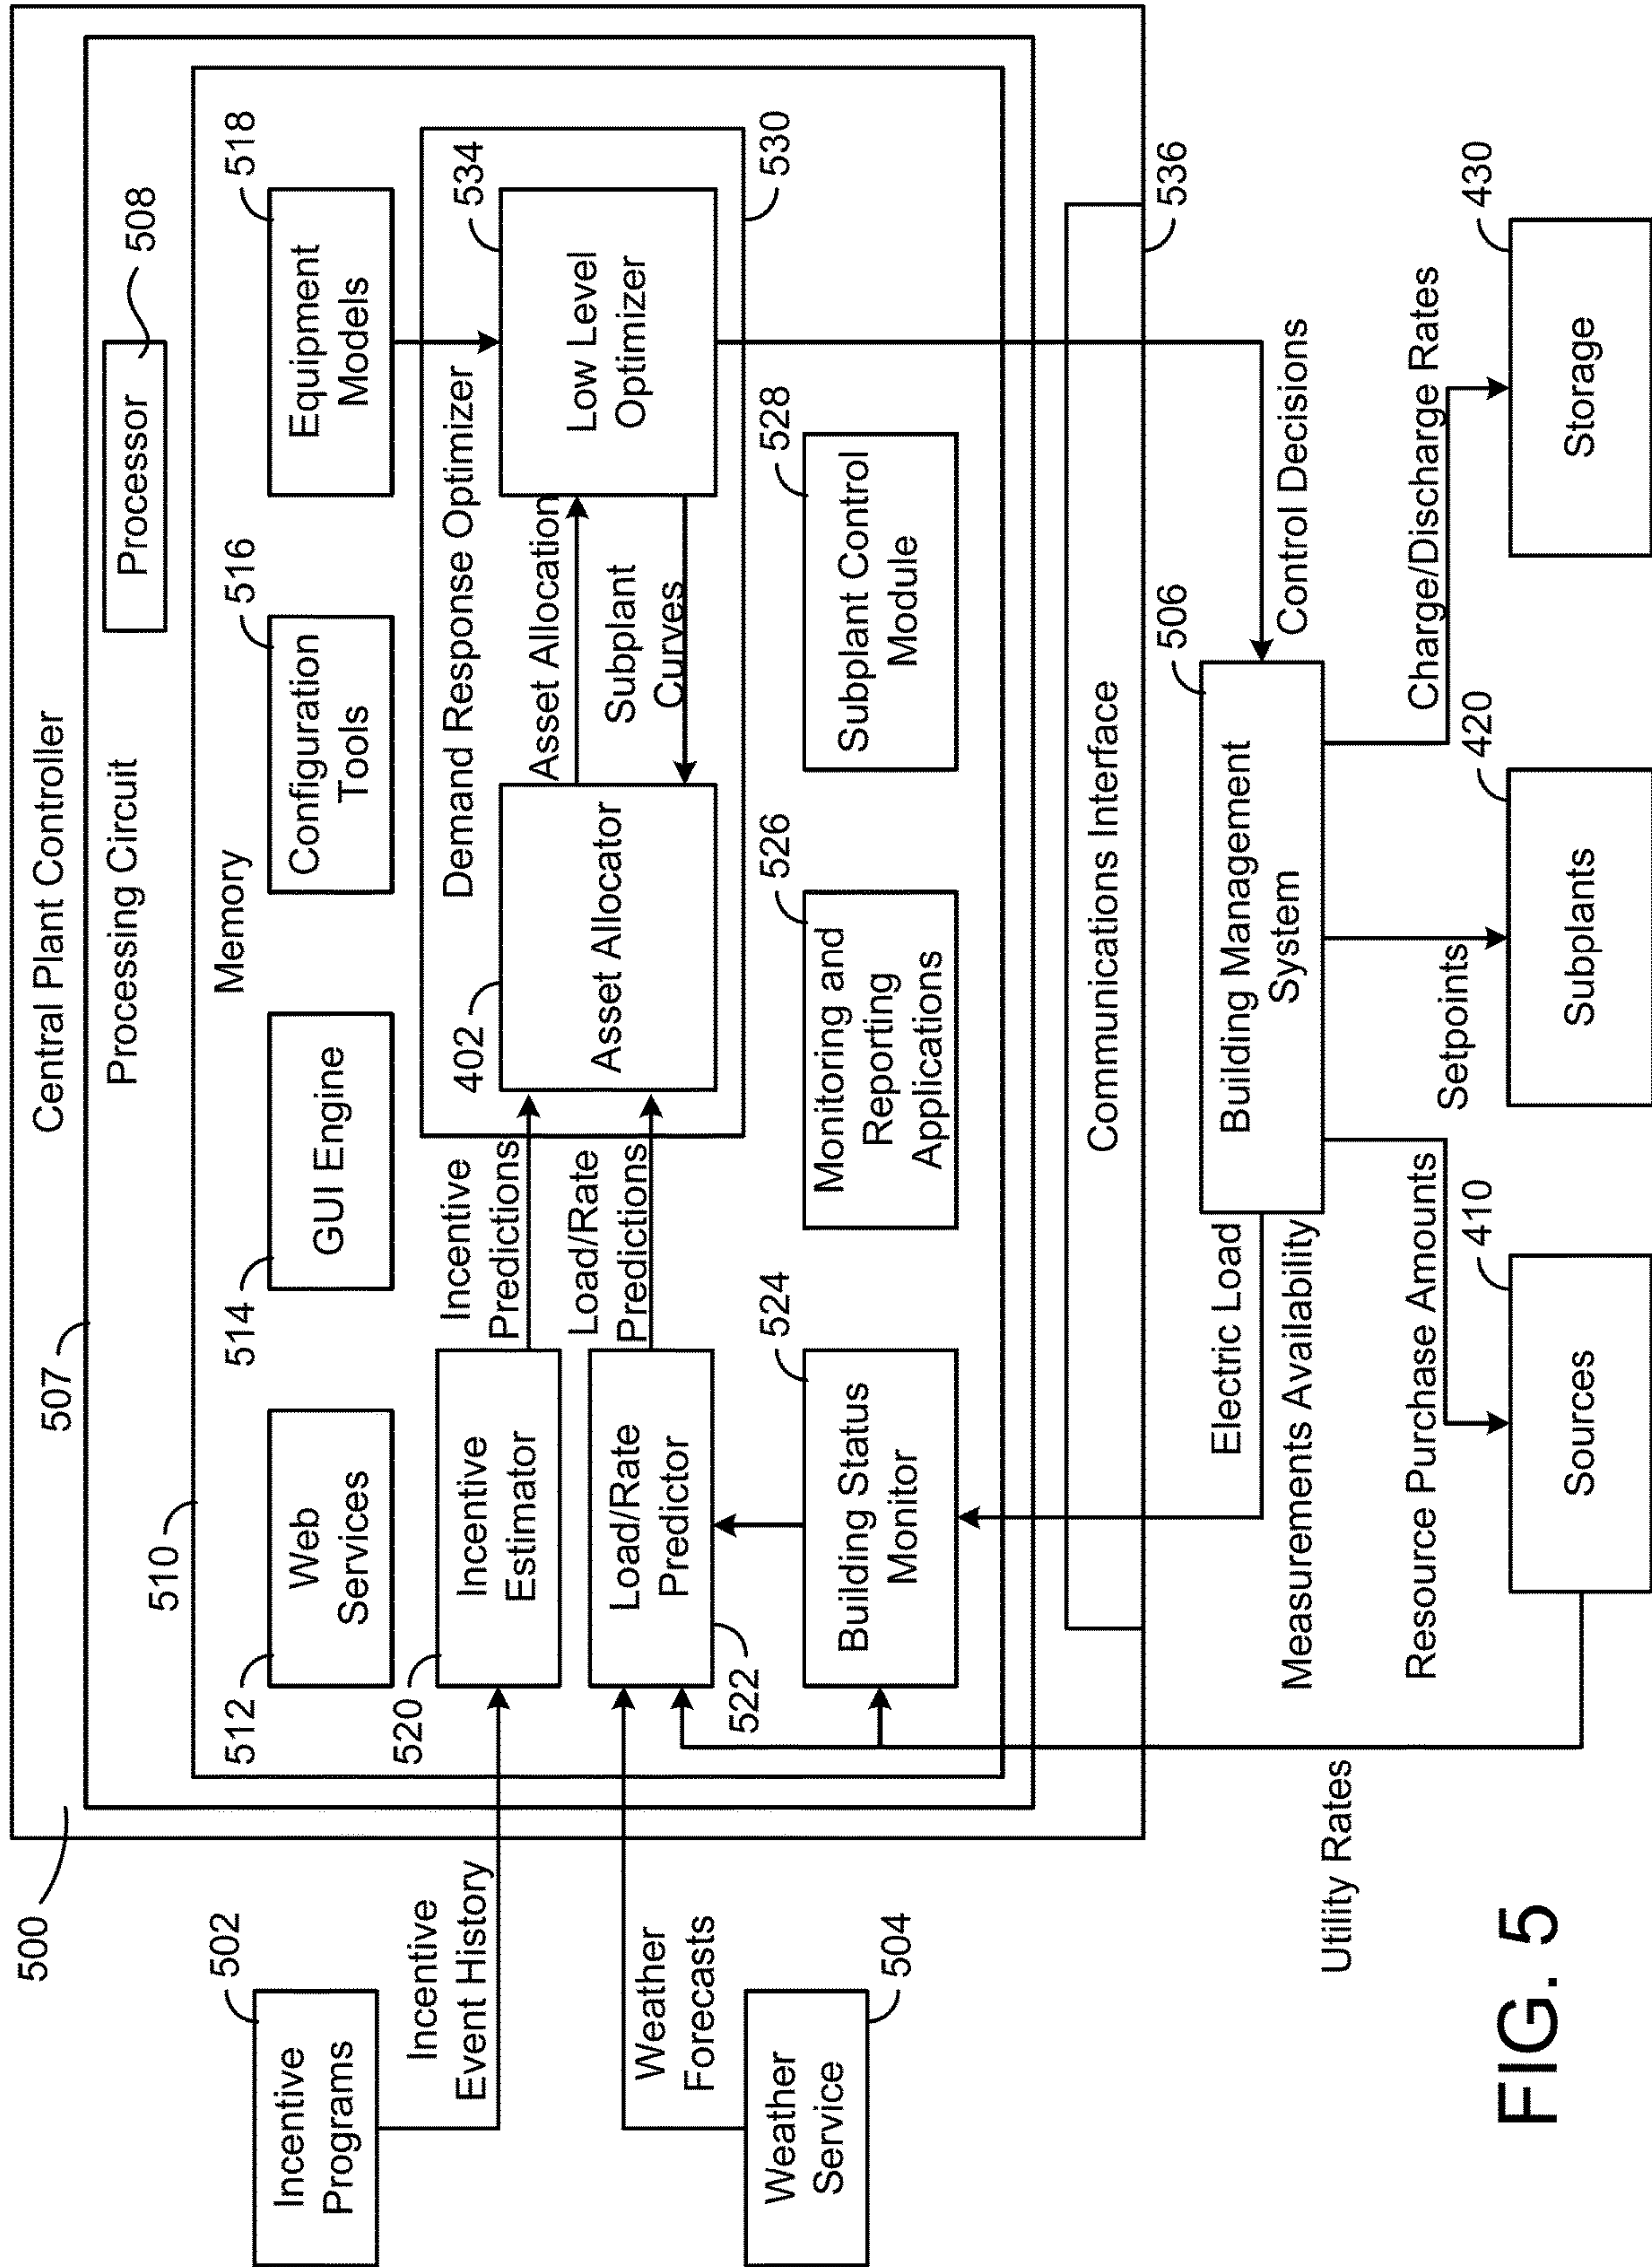 500
Central Plant Controller
507
Processing Circuit
Processor
508
510
Memory
512
Web
Services
514
GUI Engine
516
Configuration
Tools
518
Equipment
Models
502
Incentive
Programs
Incentive
Event History
520
Incentive
Estimator
Incentive
Predictions
Demand Response Optimizer
402
Asset Allocator
Asset Allocation
Subplant
Curves
534
Low Level
Optimizer
530
Weather
Forecasts
Weather
Service
504
Load/Rate
Predictor
522
Load/Rate
Predictions
524
Building Status
Monitor
526
Monitoring and
Reporting
Applications
528
Subplant Control
Module
Communications Interface
536
Electric Load
Measurements Availability
506
Building Management
System
Control Decisions
Utility Rates
Resource Purchase Amounts
Setpoints
Charge/Discharge Rates
410
Sources
420
Subplants
430
Storage
FIG. 5